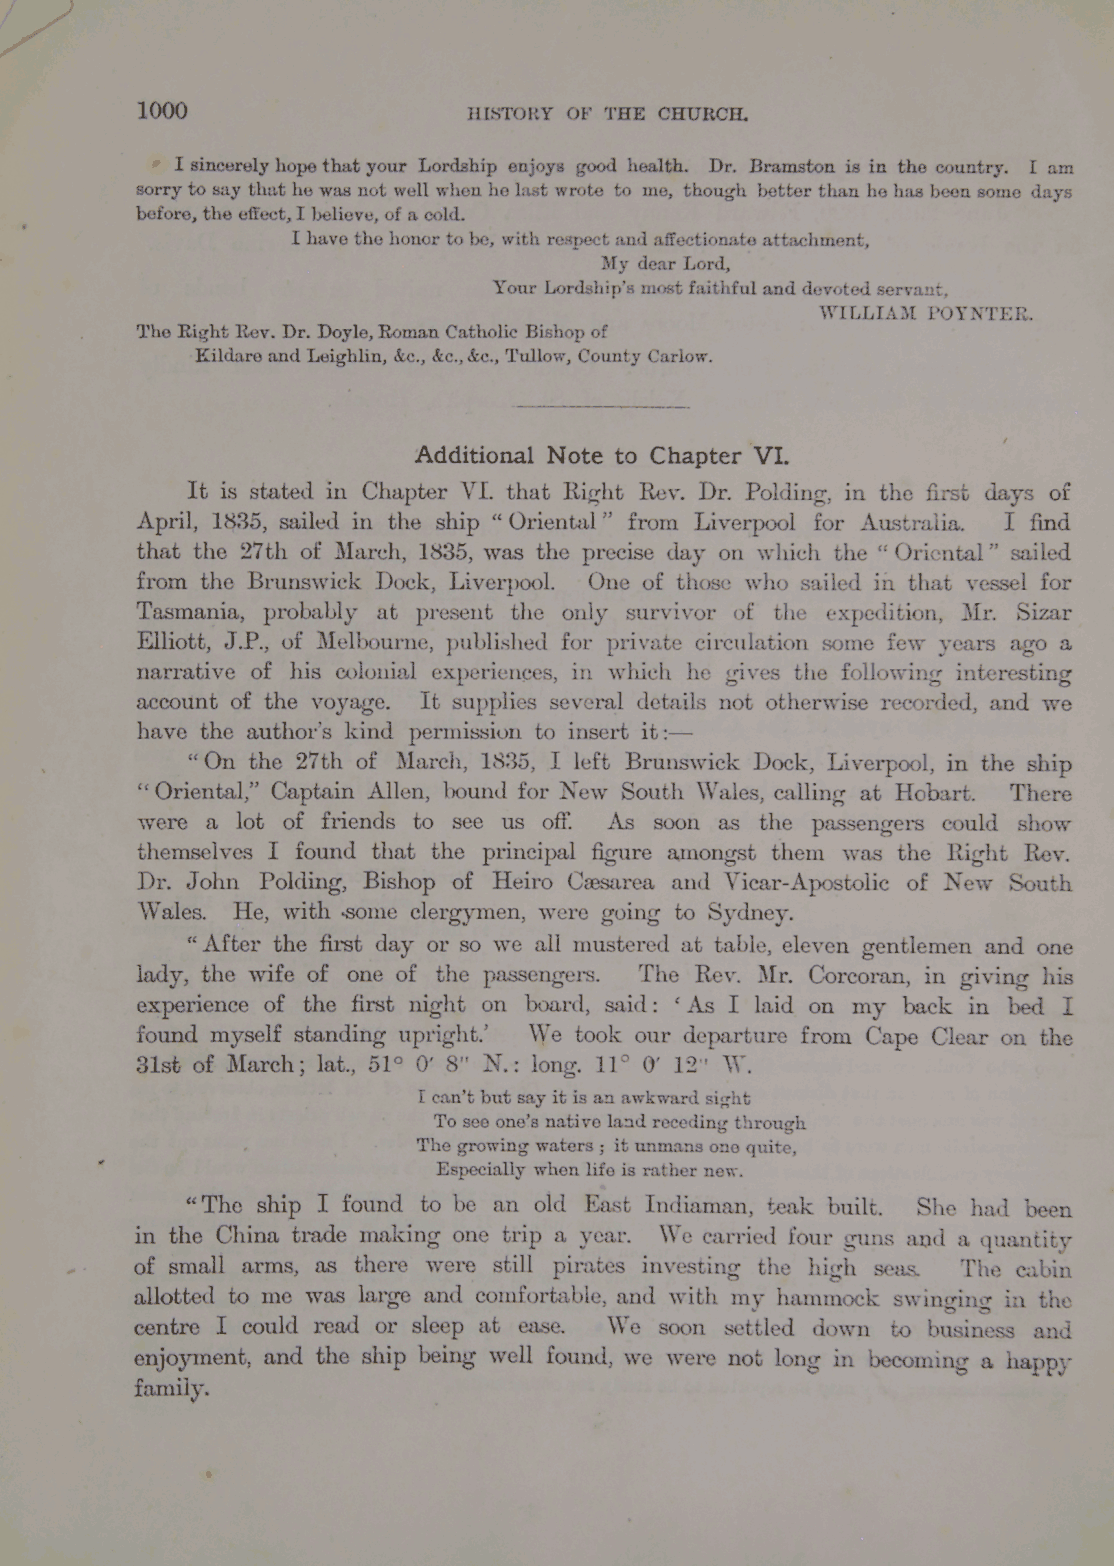 1000
HISTORY OF THE CHURCH.
I sincerely hope that your Lordship enjoys good health. Dr. Bramston is in the country. I am
sorry to say that he was not well when he last wrote to me, though better than he has been some days
before, the effect, I believe, of a cold.
I have the honor to be, with respect and affectionate attachment,
My dear Lord,
Your Lordship's most faithful and devoted servant,
WILLIAM POYNTER.
The Right Rev. Dr. Doyle, Roman Catholic Bishop of
Kildare and Leighlin, &c., &c., &c., Tullow, County Carlow.
Additional Note to Chapter VI.
It is stated in Chapter VI. that Right Rev. Dr. Polding, in the first days of
April, 1835, sailed in the ship “Oriental” from Liverpool for Australia. I find
that the 27th of March, 1835, was the precise day on which the “Oriental” sailed
from the Brunswick Dock, Liverpool. One of those who sailed in that vessel for
Tasmania, probably at present the only survivor of the expedition, Mr. Sizar
Elliott, J.P., of Melbourne, published for private circulation some few years ago a
narrative of his colonial experiences, in which he gives the following interesting
account of the voyage. It supplies several details not otherwise recorded, and we
have the author's kind permission to insert it:—
“On the 27th of March, 1835, I left Brunswick Dock, Liverpool, in the ship
“Oriental,” Captain Allen, bound for New South Wales, calling at Hobart. There
were a lot of friends to see us off. As soon as the passengers could show
themselves I found that the principal figure amongst them was the Right Rev.
Dr. John Polding, Bishop of Heiro Cæsarea and Vicar-Apostolic of New South
Wales. He, with some clergymen, were going to Sydney.
“After the first day or so we all mustered at table, eleven gentlemen and one
lady, the wife of one of the passengers. The Rev. Mr. Corcoran, in giving his
experience of the first night on board, said: ‘As I laid on my back in bed I
found myself standing upright.’ We took our departure from Cape Clear on the
31st of March; lat., 51° 0′ 8″ N.: long. 11° 0′ 12″ W.
I can't but say it is an awkward sight
To see one's native land receding through
The growing waters; it unmans one quite,
Especially when life is rather new.
“The ship I found to be an old East Indiaman, teak built. She had been
in the China trade making one trip a year. We carried four guns and a quantity
of small arms, as there were still pirates investing the high seas. The cabin
allotted to me was large and comfortable, and with my hammock swinging in the
centre I could read or sleep at ease. We soon settled down to business and
enjoyment, and the ship being well found, we were not long in becoming a happy
family.